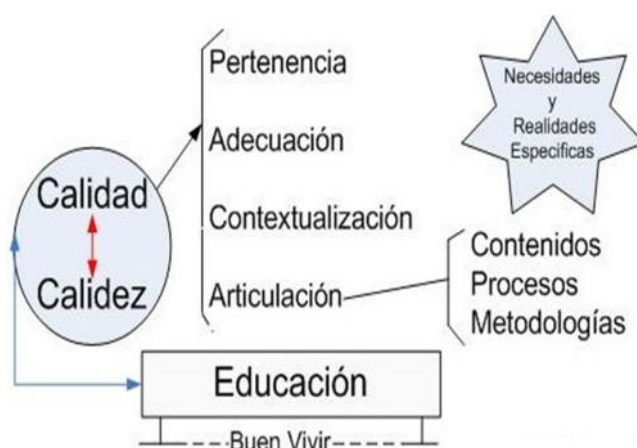 Pertenencia
Adecuación
Contextualización
Articulación
Necesidades
y
Realidades
Especificas
Calidad
Calidez
Contenidos
Procesos
Metodologías
Educación
Buen Vivir